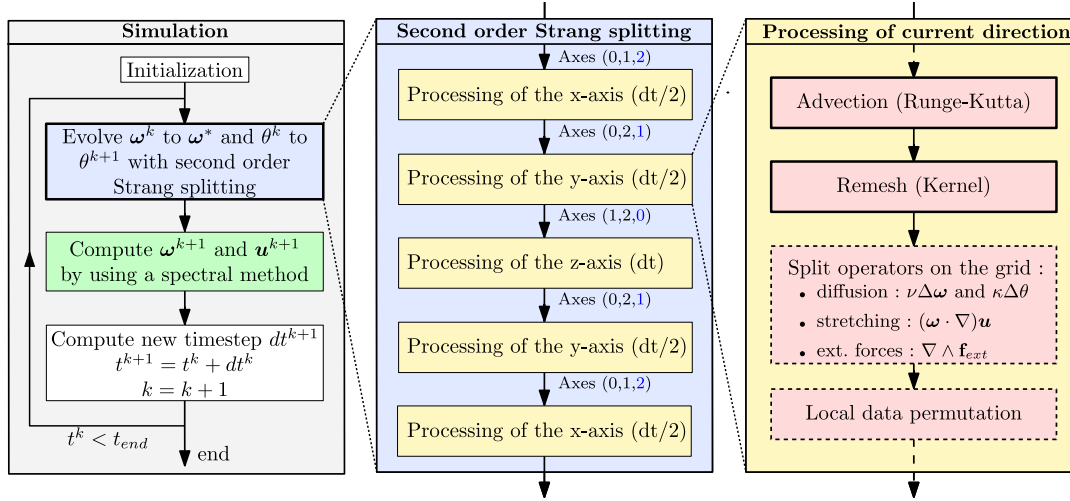 Simulation
Initialization
Evolve ω^k to ω* and θ^k to
θ^{k+1} with second order
Strang splitting
Compute ω^{k+1} and u^{k+1}
by using a spectral method
Compute new timestep dt^{k+1}
t^{k+1} = t^k + dt^k
k = k + 1
t^k < t_{end}
end
Second order Strang splitting
Axes (0,1,2)
Processing of the x-axis (dt/2)
Axes (0,2,1)
Processing of the y-axis (dt/2)
Axes (1,2,0)
Processing of the z-axis (dt)
Axes (0,2,1)
Processing of the y-axis (dt/2)
Axes (0,1,2)
Processing of the x-axis (dt/2)
Processing of current direction
Advection (Runge-Kutta)
Remesh (Kernel)
Split operators on the grid :
• diffusion : νΔω and κΔθ
• stretching : (ω · ∇)u
• ext. forces : ∇ ∧ f_{ext}
Local data permutation